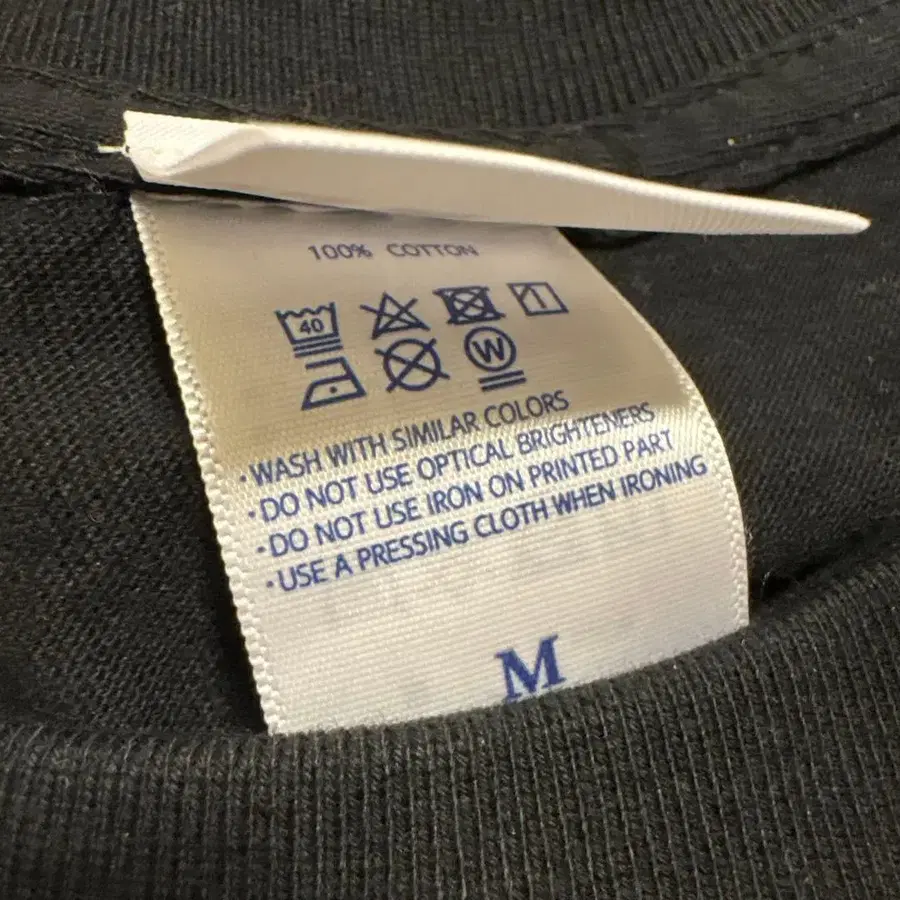 100% COTTON
40
W
·WASH WITH SIMILAR COLORS
·DO NOT USE OPTICAL BRIGHTENERS
·DO NOT USE IRON ON PRINTED PART
·USE A PRESSING CLOTH WHEN IRONING
M